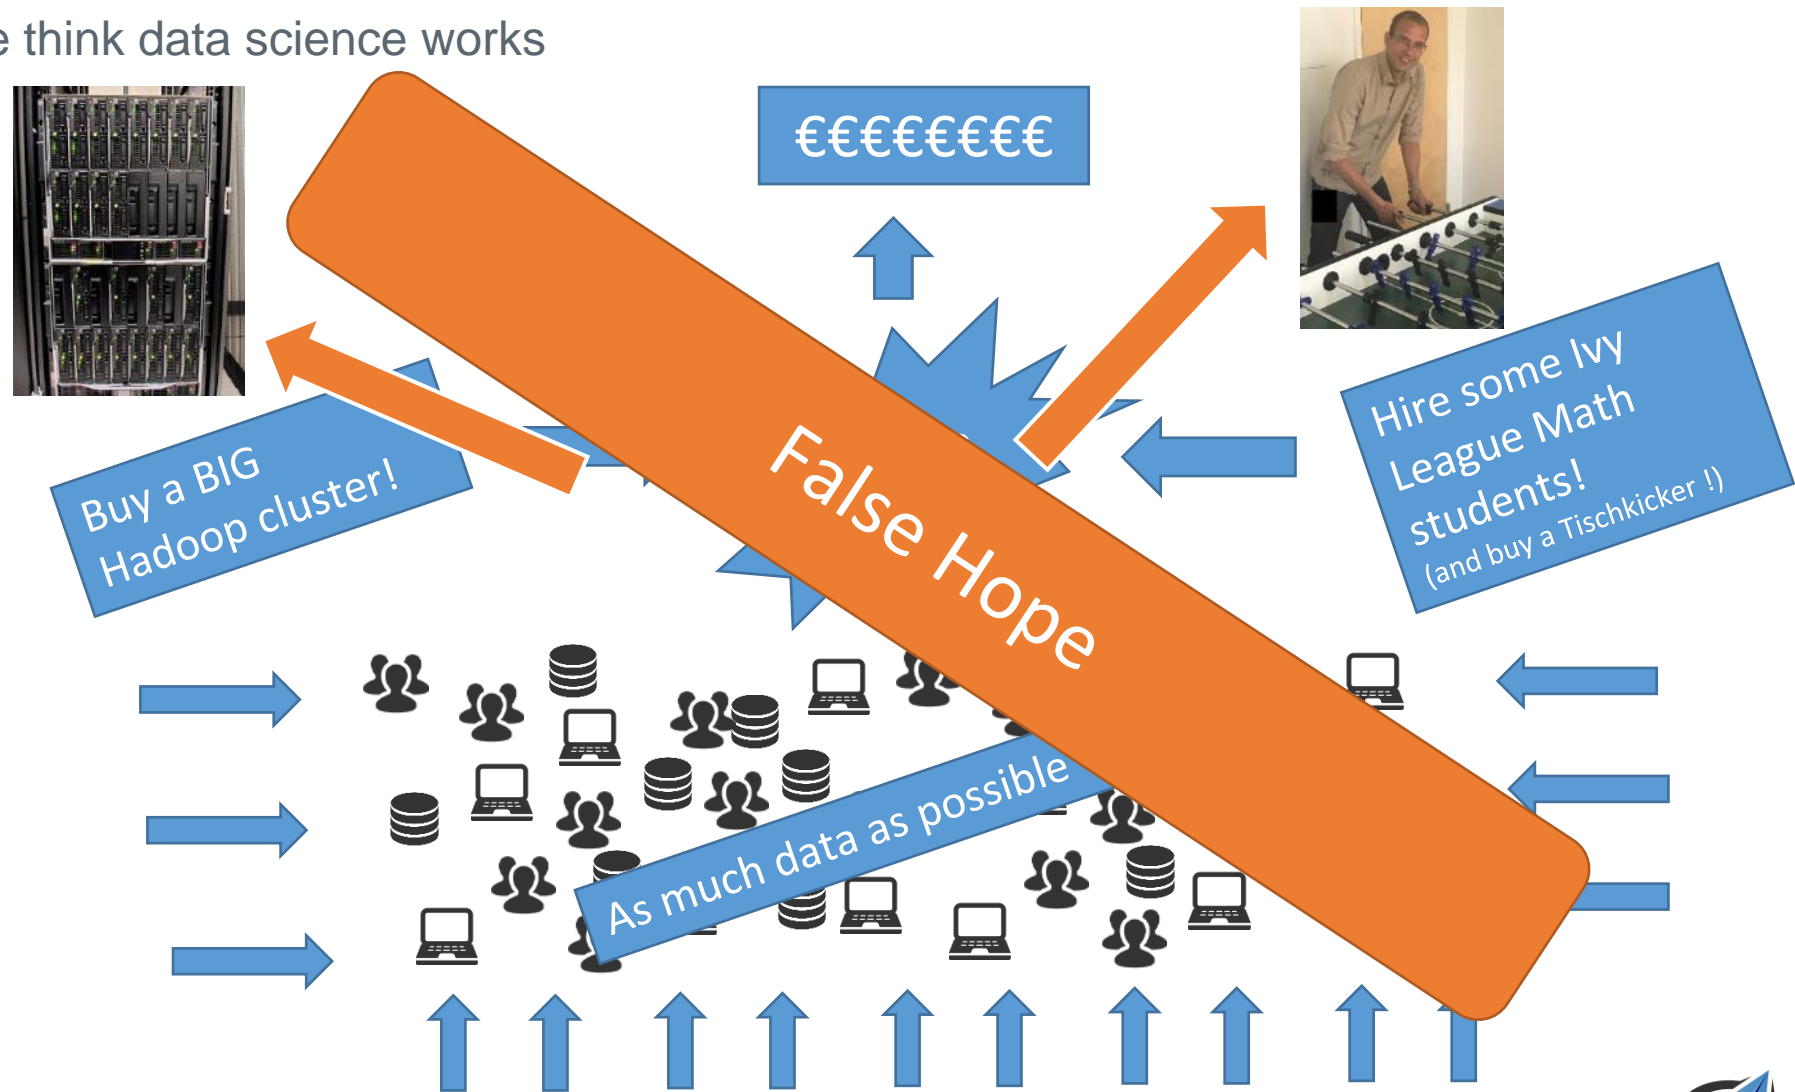 e think data science works
€€€€€€€€
Buy a BIG
Hadoop cluster!
False Hope
Hire some Ivy
League Math
students!
(and buy a Tischkicker !)
As much data as possible